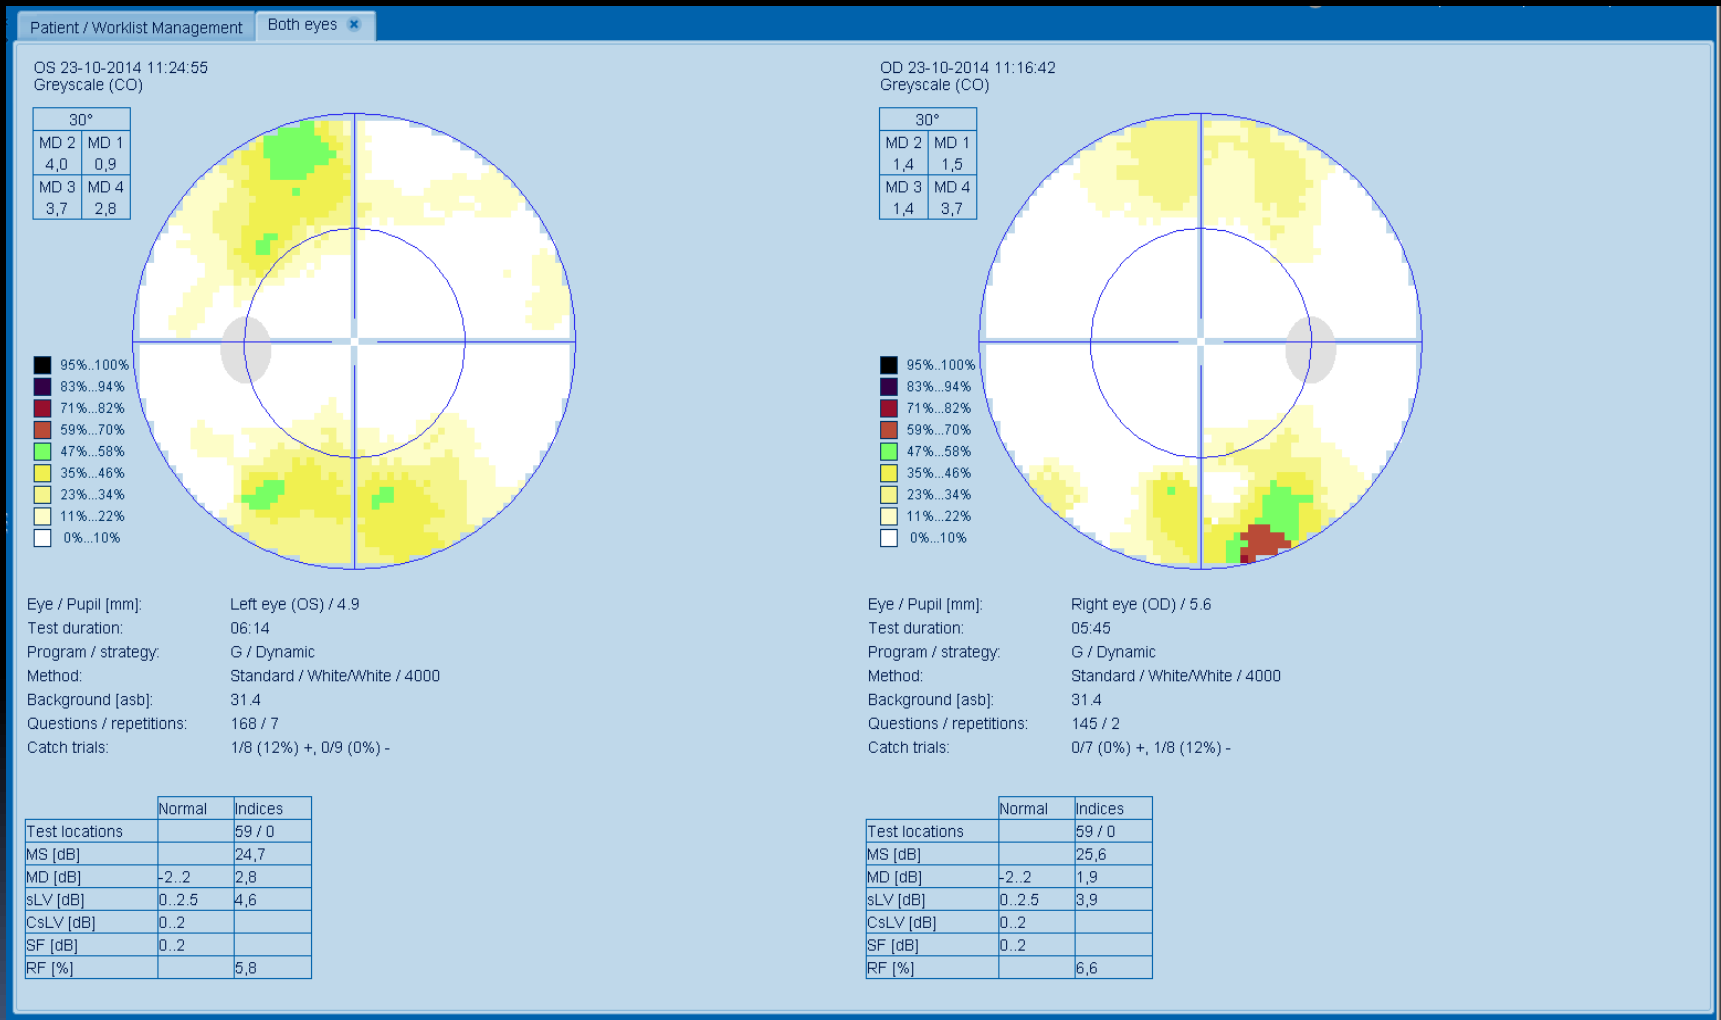 Patient / Worklist Management
Both eyes
OS 23-10-2014 11:24:55
Greyscale (CO)
30°
MD 2 MD 1
4,0 0,9
MD 3 MD 4
3,7 2,8
95%..100%
83%..94%
71%...82%
59%...70%
47%...58%
35%...46%
23%...34%
11%...22%
0%...10%
Eye / Pupil [mm]: Left eye (OS) / 4.9
Test duration: 06:14
Program / strategy: G / Dynamic
Method: Standard / White/White / 4000
Background [asb]: 31.4
Questions / repetitions: 168 / 7
Catch trials: 1/8 (12%) +, 0/9 (0%) -
Normal Indices
Test locations 59 / 0
MS [dB] 24,7
MD [dB] -2..2 2,8
sLV [dB] 0..2.5 4,6
CsLV [dB] 0..2
SF [dB] 0..2
RF [%] 5,8
OD 23-10-2014 11:16:42
Greyscale (CO)
30°
MD 2 MD 1
1,4 1,5
MD 3 MD 4
1,4 3,7
95%..100%
83%..94%
71%...82%
59%...70%
47%...58%
35%...46%
23%...34%
11%...22%
0%...10%
Eye / Pupil [mm]: Right eye (OD) / 5.6
Test duration: 05:45
Program / strategy: G / Dynamic
Method: Standard / White/White / 4000
Background [asb]: 31.4
Questions / repetitions: 145 / 2
Catch trials: 0/7 (0%) +, 1/8 (12%) -
Normal Indices
Test locations 59 / 0
MS [dB] 25,6
MD [dB] -2..2 1,9
sLV [dB] 0..2.5 3,9
CsLV [dB] 0..2
SF [dB] 0..2
RF [%] 6,6